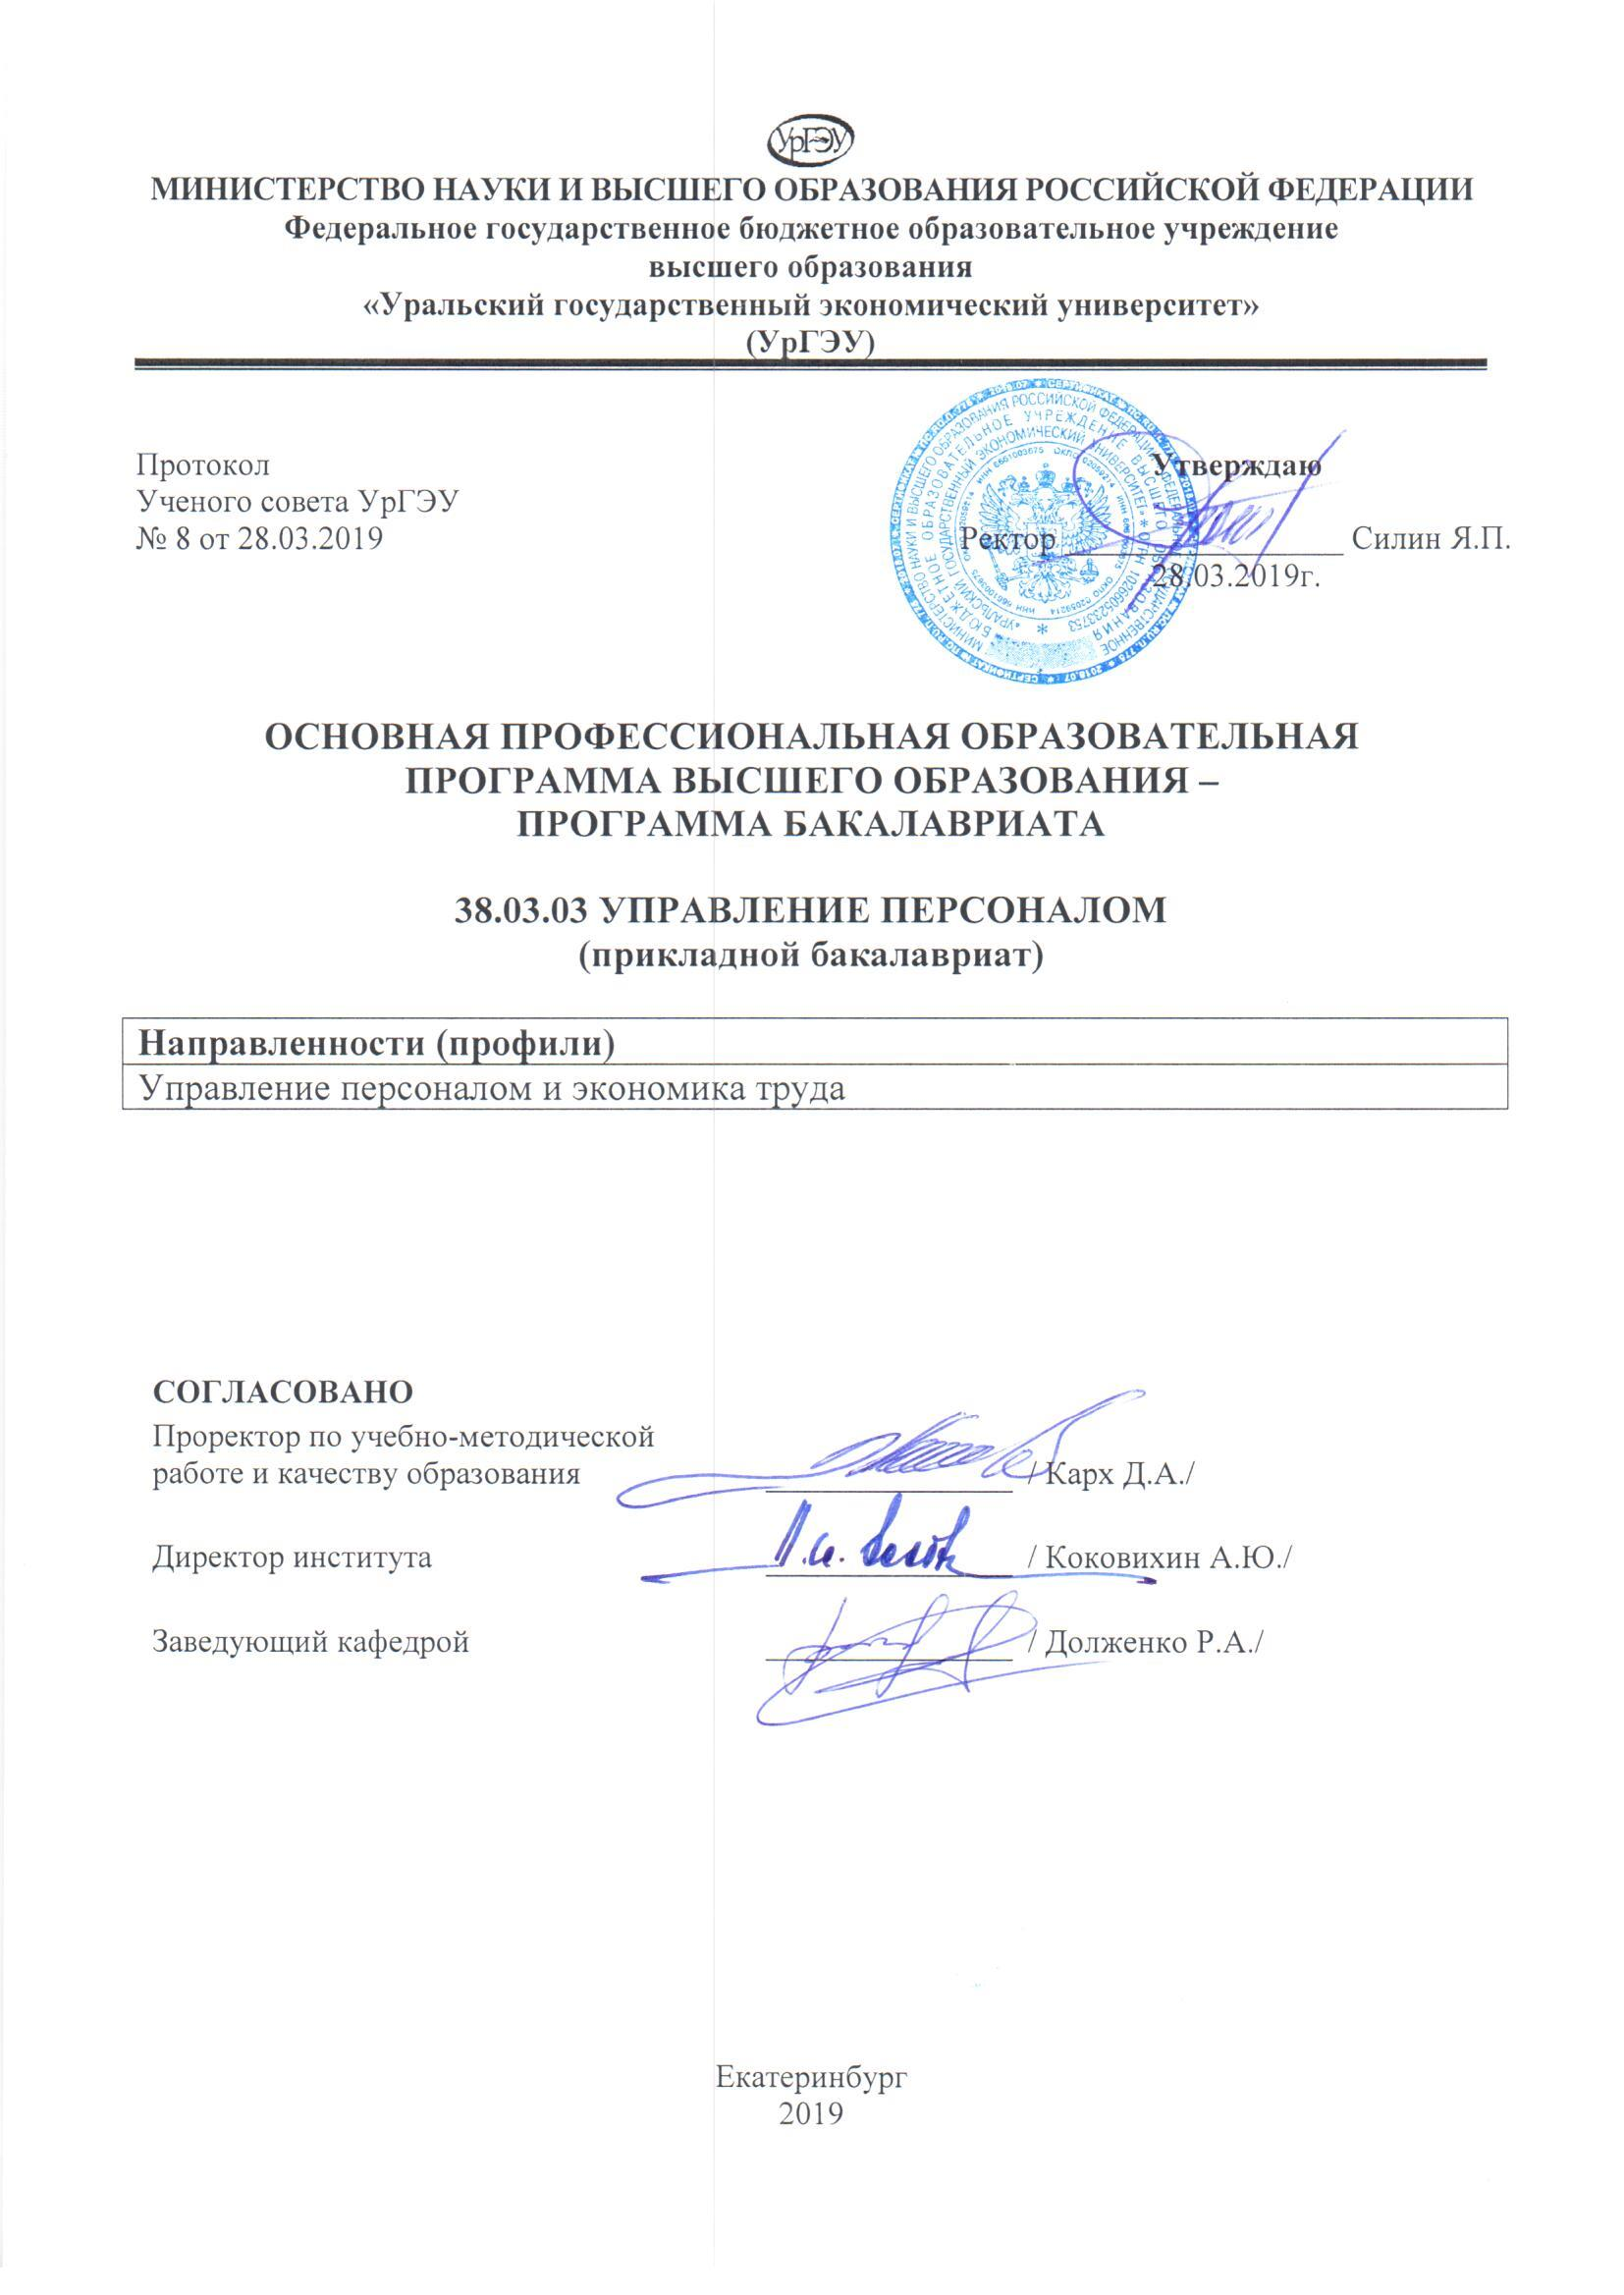 УрГЭУ
МИНИСТЕРСТВО НАУКИ И ВЫСШЕГО ОБРАЗОВАНИЯ РОССИЙСКОЙ ФЕДЕРАЦИИ
Федеральное государственное бюджетное образовательное учреждение
высшего образования
«Уральский государственный экономический университет»
(УрГЭУ)
Протокол
Ученого совета УрГЭУ
№ 8 от 28.03.2019
Утверждаю
Ректор Силин Я.П.
28.03.2019г.
ОСНОВНАЯ ПРОФЕССИОНАЛЬНАЯ ОБРАЗОВАТЕЛЬНАЯ
ПРОГРАММА ВЫСШЕГО ОБРАЗОВАНИЯ –
ПРОГРАММА БАКАЛАВРИАТА
38.03.03 УПРАВЛЕНИЕ ПЕРСОНАЛОМ
(прикладной бакалавриат)
Направленности (профили)
Управление персоналом и экономика труда
СОГЛАСОВАНО
Проректор по учебно-методической
работе и качеству образования / Карх Д.А./
Директор института / Коковихин А.Ю./
Заведующий кафедрой / Долженко Р.А./
Екатеринбург
2019